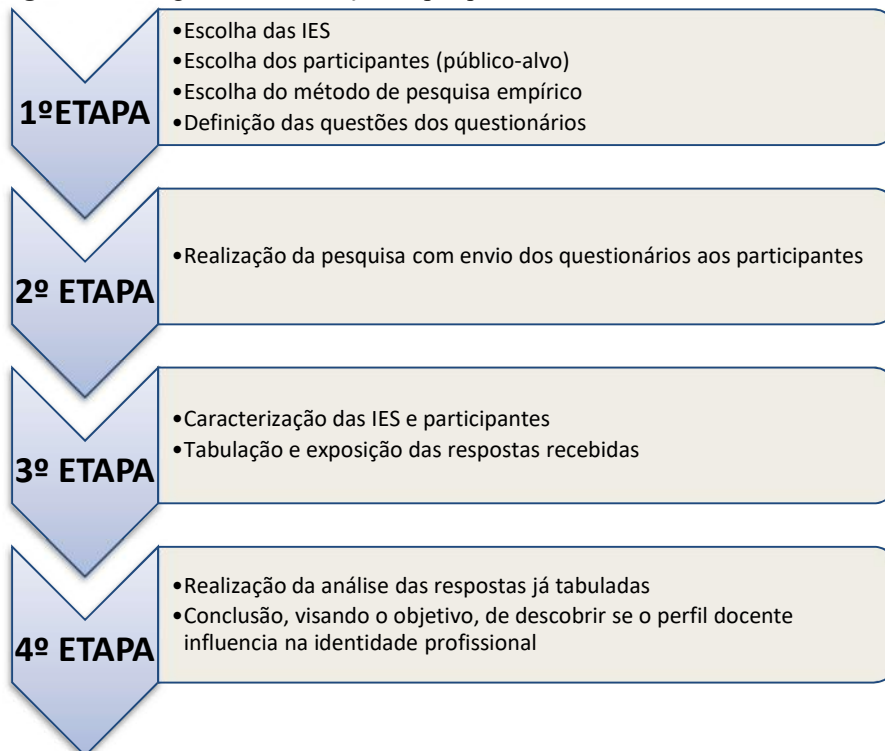 1ºETAPA
•Escolha das IES
•Escolha dos participantes (público-alvo)
•Escolha do método de pesquisa empírico
•Definição das questões dos questionários
2º ETAPA
•Realização da pesquisa com envio dos questionários aos participantes
3º ETAPA
•Caracterização das IES e participantes
•Tabulação e exposição das respostas recebidas
4º ETAPA
•Realização da análise das respostas já tabuladas
•Conclusão, visando o objetivo, de descobrir se o perfil docente
influencia na identidade profissional